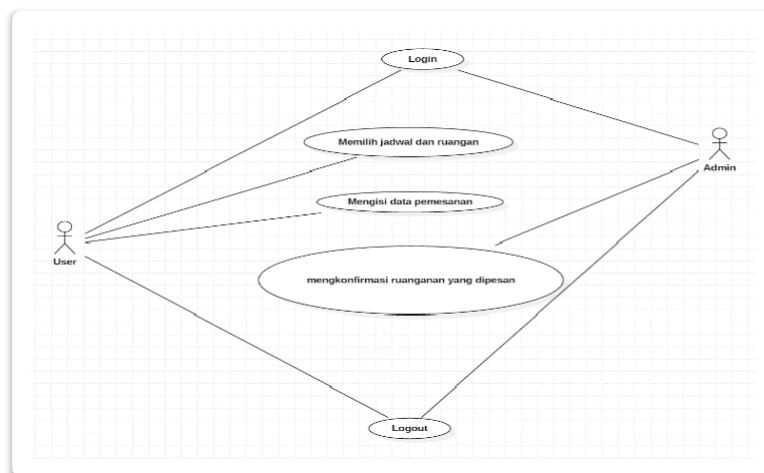 Login
Memilih jadwal dan ruangan
Admin
Mengisi data pemesanan
User
mengkonfirmasi ruanganan yang dipesan
Logout